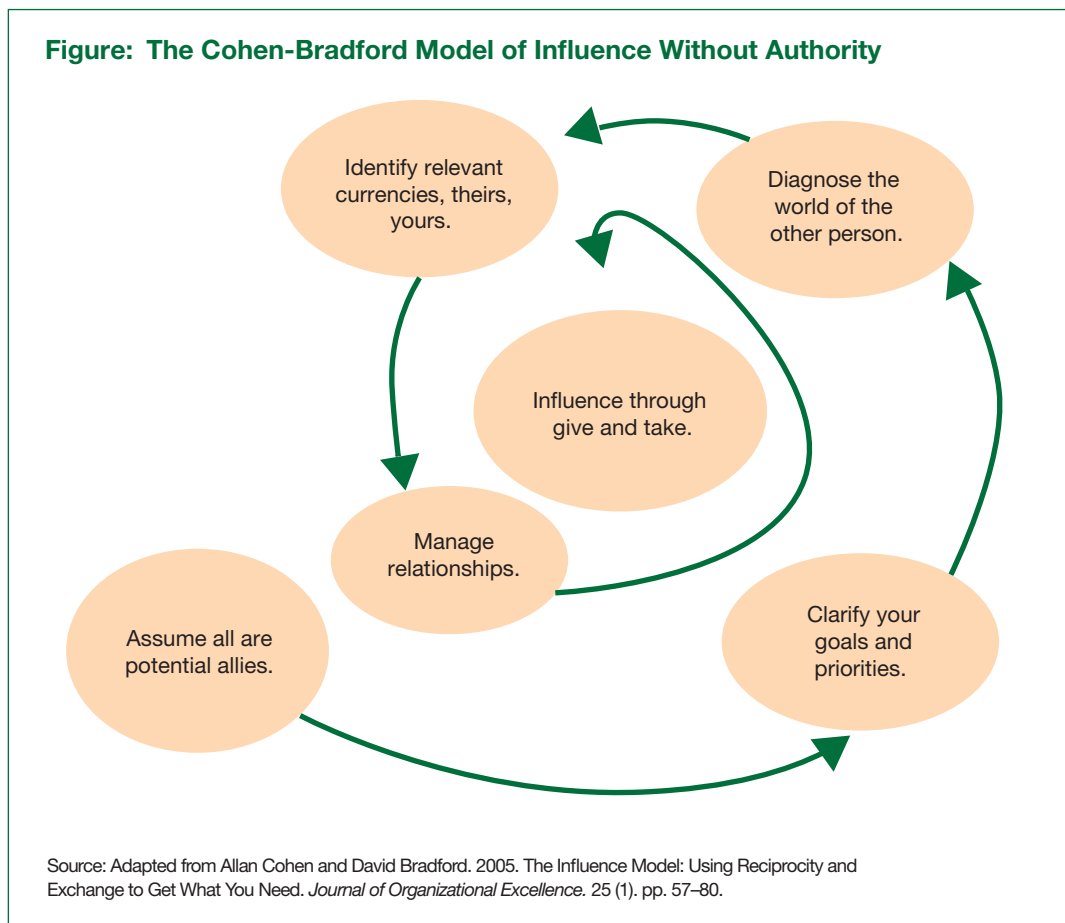 Figure: The Cohen-Bradford Model of Influence Without Authority
Identify relevant
currencies, theirs,
yours.
Diagnose the
world of the
other person.
Influence through
give and take.
Manage
relationships.
Assume all are
potential allies.
Clarify your
goals and
priorities.
Source: Adapted from Allan Cohen and David Bradford. 2005. The Influence Model: Using Reciprocity and
Exchange to Get What You Need. Journal of Organizational Excellence. 25 (1). pp. 57–80.